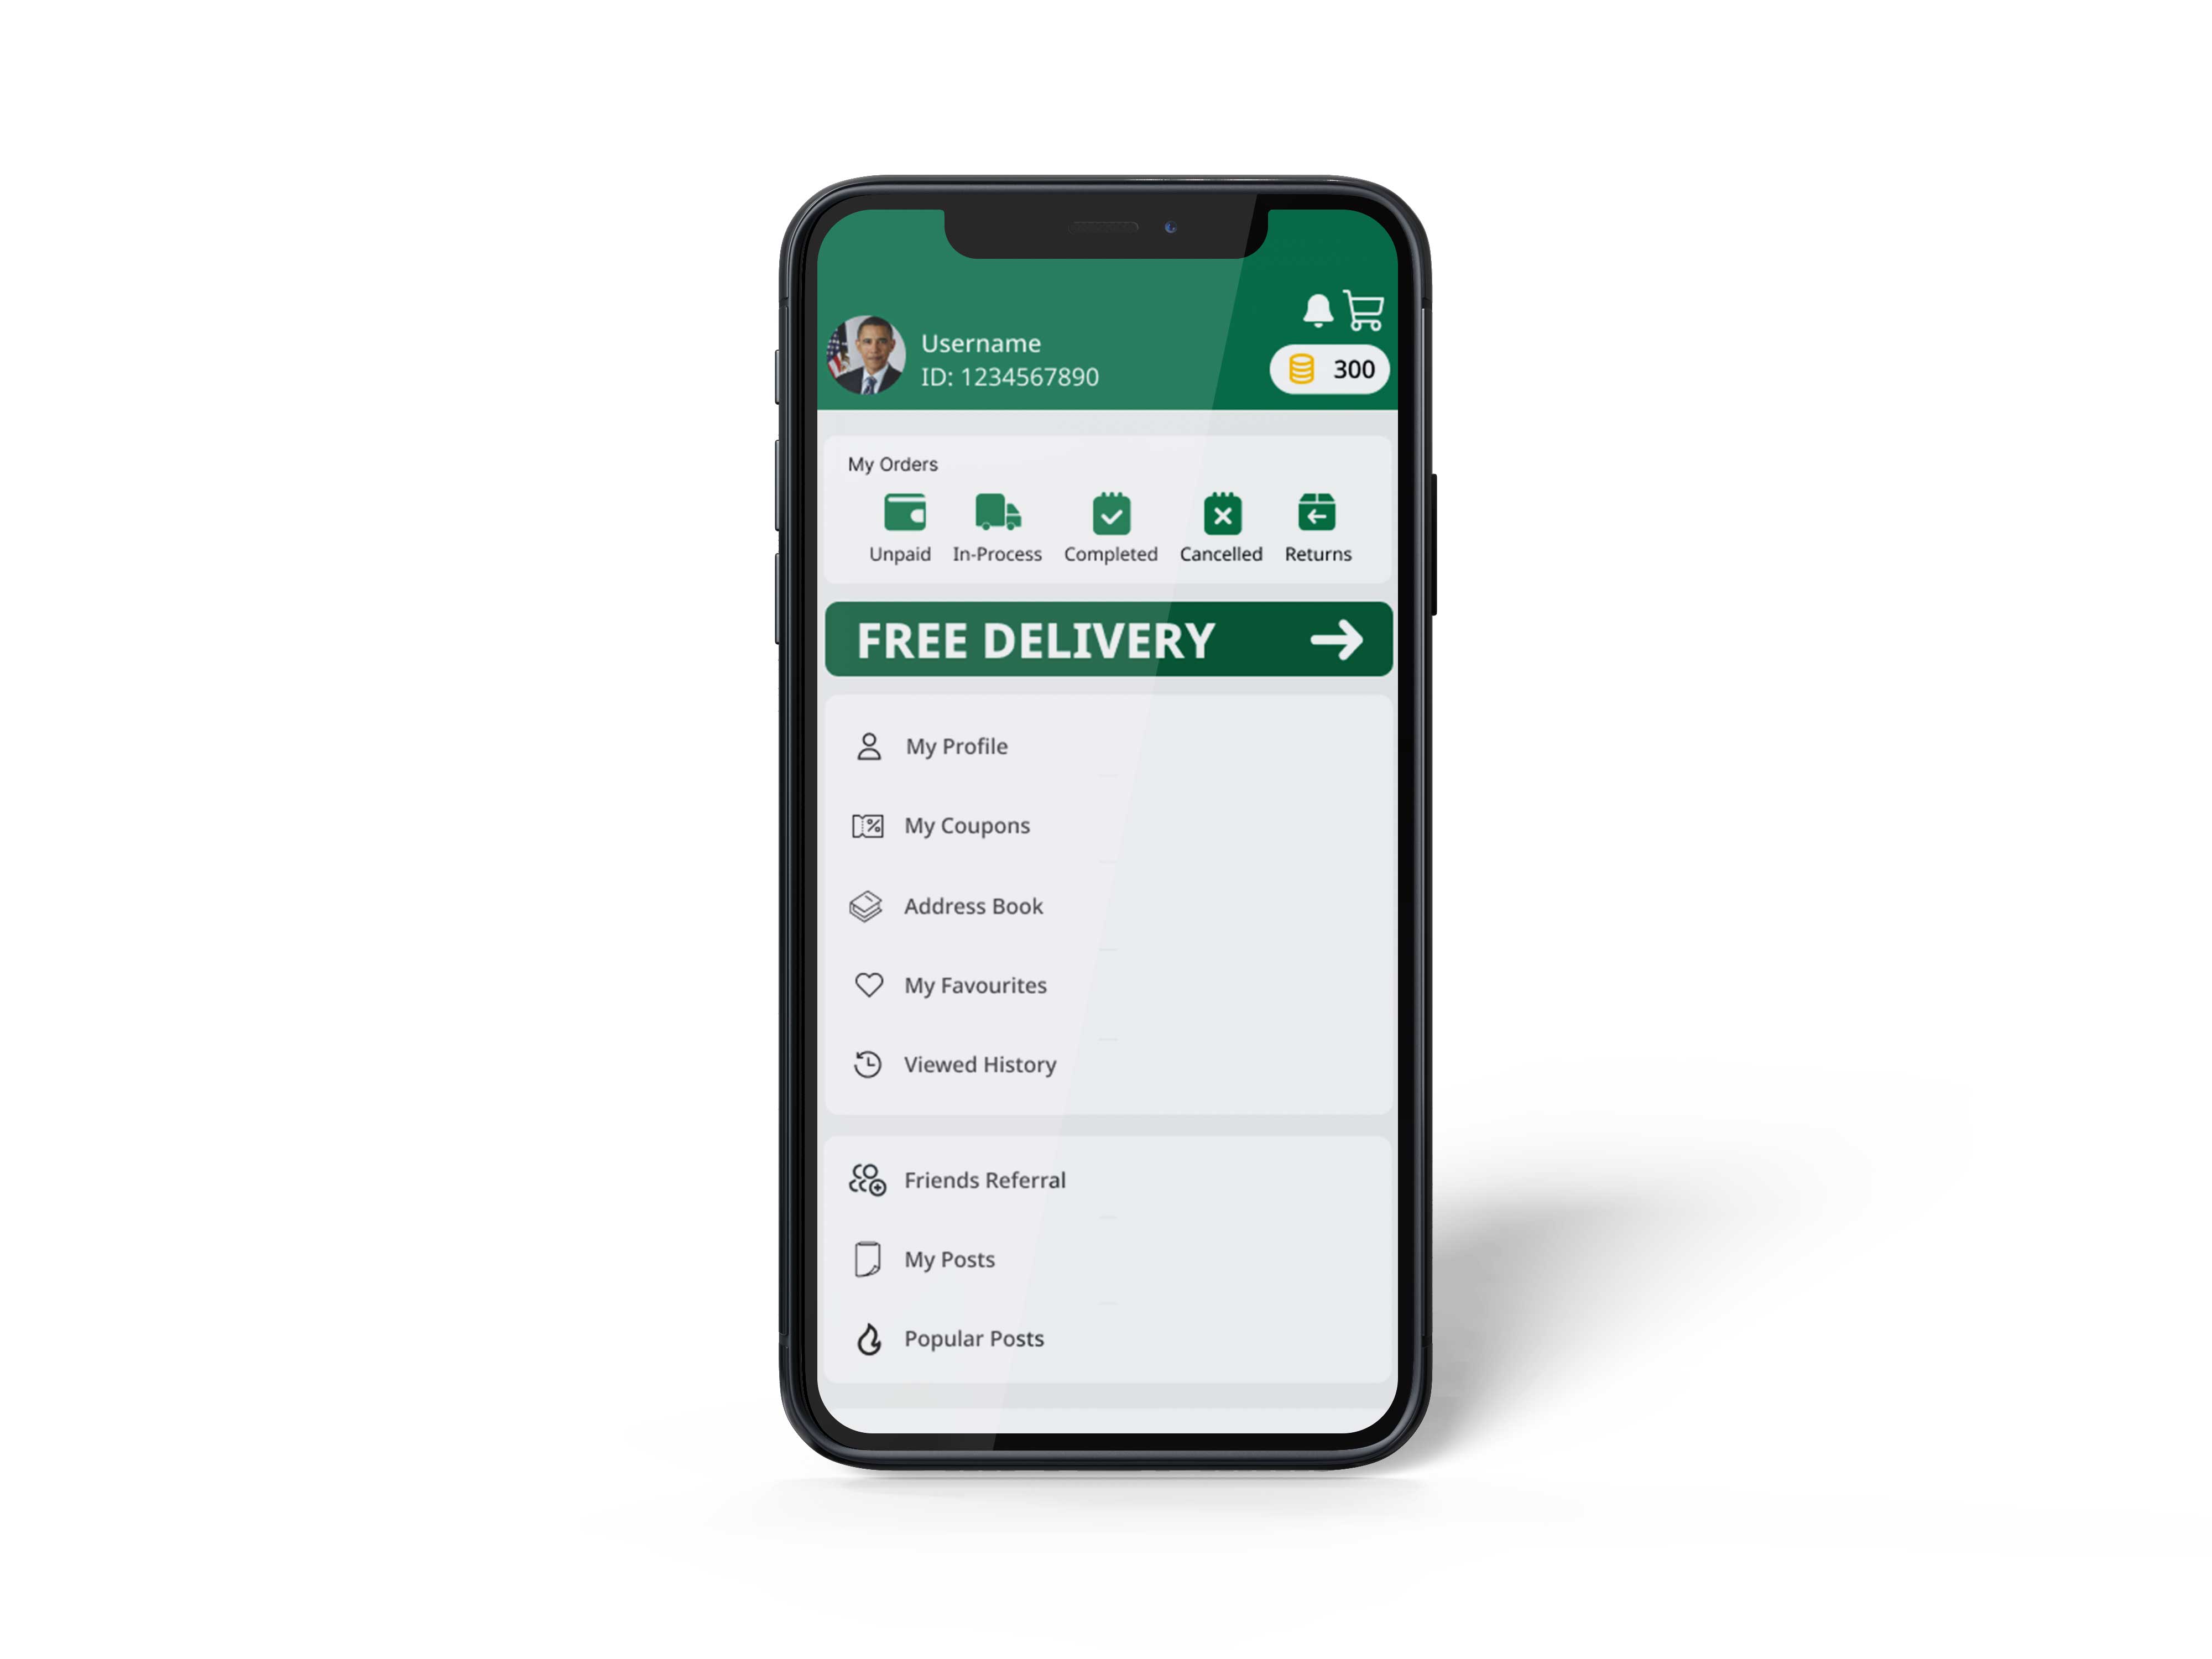 Username
ID: 1234567890
300
My Orders
Unpaid In-Process Completed Cancelled Returns
FREE DELIVERY
My Profile
My Coupons
Address Book
My Favourites
Viewed History
Friends Referral
My Posts
Popular Posts